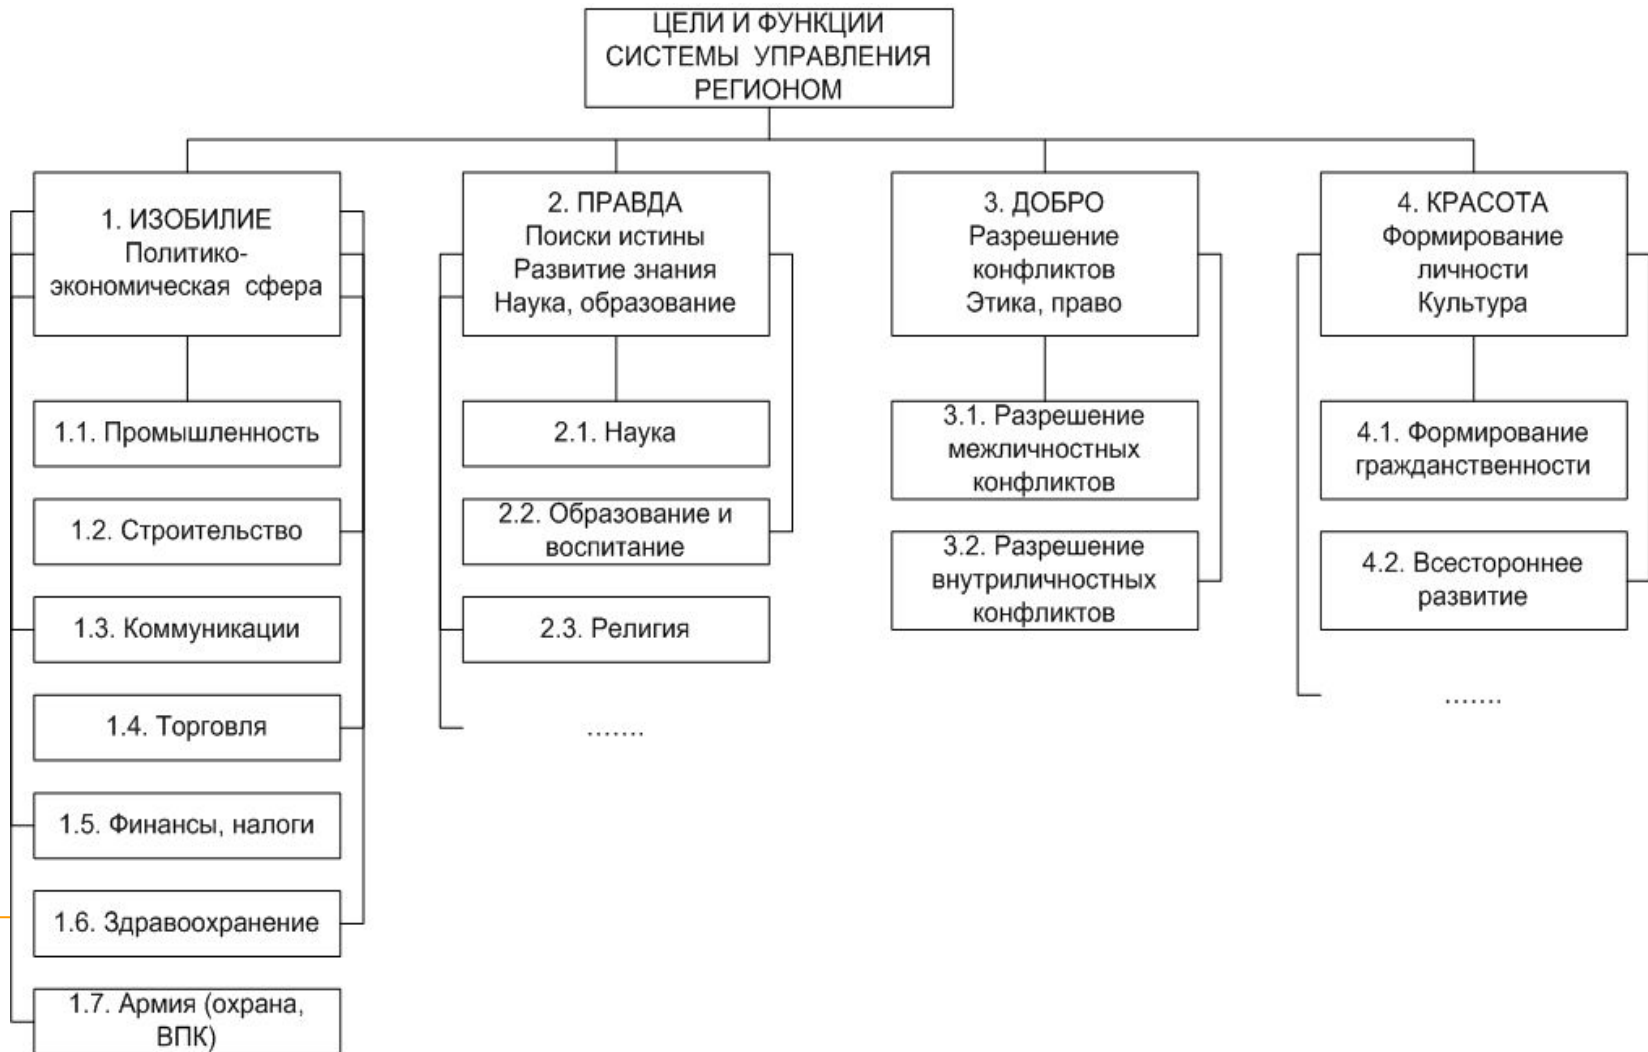 ЦЕЛИ И ФУНКЦИИ
СИСТЕМЫ УПРАВЛЕНИЯ
РЕГИОНОМ
1. ИЗОБИЛИЕ
Политико-
экономическая сфера
1.1. Промышленность
1.2. Строительство
1.3. Коммуникации
1.4. Торговля
1.5. Финансы, налоги
1.6. Здравоохранение
1.7. Армия (охрана,
ВПК)
2. ПРАВДА
Поиски истины
Развитие знания
Наука, образование
2.1. Наука
2.2. Образование и
воспитание
2.3. Религия
.......
3. ДОБРО
Разрешение
конфликтов
Этика, право
3.1. Разрешение
межличностных
конфликтов
3.2. Разрешение
внутриличностных
конфликтов
4. КРАСОТА
Формирование
личности
Культура
4.1. Формирование
гражданственности
4.2. Всестороннее
развитие
.......